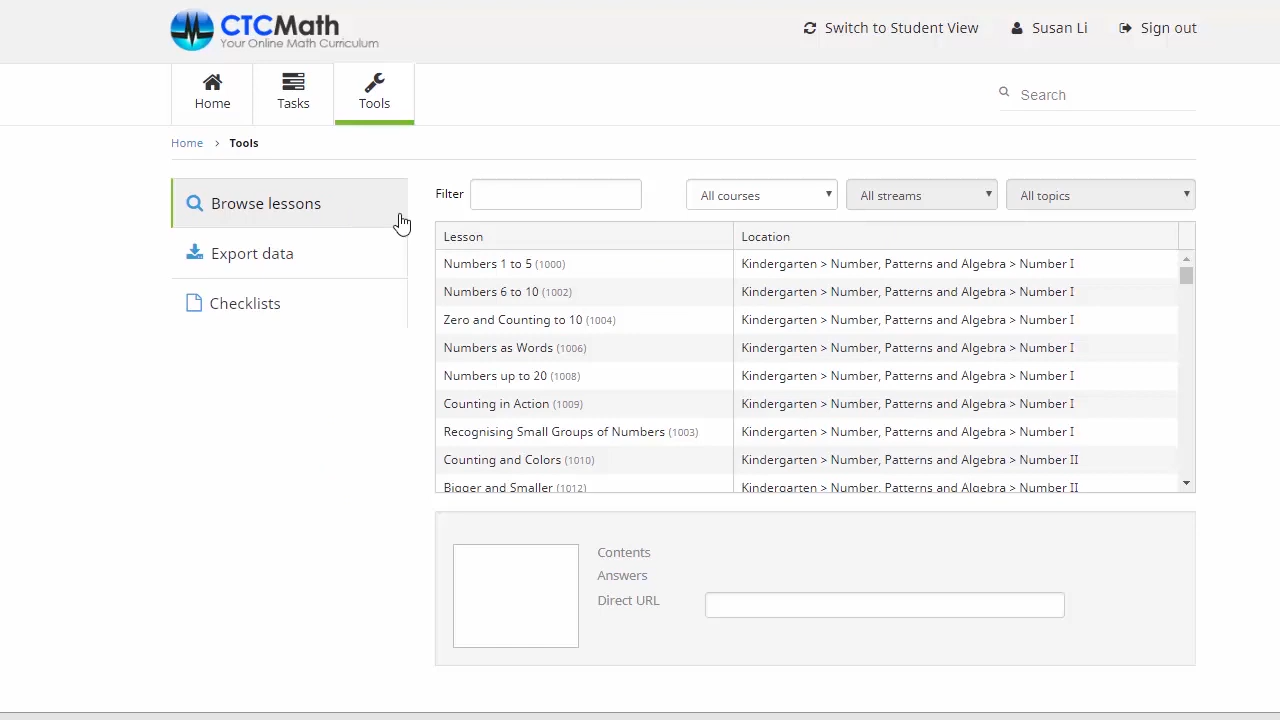 CTCMath
Your Online Math Curriculum
Switch to Student View
Susan Li
Sign out
Home
Tasks
Tools
Search
Home > Tools
Browse lessons
Export data
Checklists
Filter
All courses
All streams
All topics
Lesson Location
Numbers 1 to 5 (1000) Kindergarten > Number, Patterns and Algebra > Number I
Numbers 6 to 10 (1002) Kindergarten > Number, Patterns and Algebra > Number I
Zero and Counting to 10 (1004) Kindergarten > Number, Patterns and Algebra > Number I
Numbers as Words (1006) Kindergarten > Number, Patterns and Algebra > Number I
Numbers up to 20 (1008) Kindergarten > Number, Patterns and Algebra > Number I
Counting in Action (1009) Kindergarten > Number, Patterns and Algebra > Number I
Recognising Small Groups of Numbers (1003) Kindergarten > Number, Patterns and Algebra > Number I
Counting and Colors (1010) Kindergarten > Number, Patterns and Algebra > Number II
Bigger and Smaller (1012) Kindergarten > Number, Patterns and Algebra > Number II
Contents
Answers
Direct URL